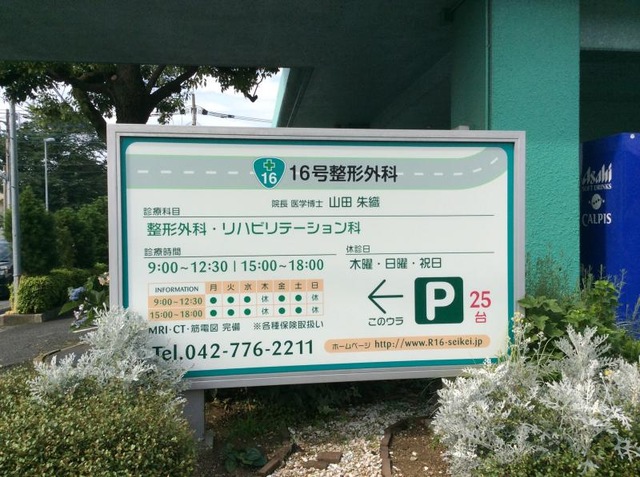 16
16号整形外科
院長 医学博士 山田 朱織
診療科目
整形外科・リハビリテーション科
診療時間
9:00~12:30 | 15:00~18:00
休診日
木曜・日曜・祝日
INFORMATION 月 火 水 木 金 土 日
9:00~12:30 ● ● ● 休 ● ● 休
15:00~18:00 ● ● ● 休 ● ● 休
MRI・CT・筋電図 完備 ※各種保険取扱い
このウラ
P
25台
Tel.042-776-2211
ホームページ http://www.R16-seikei.jp
Asahi
SOFT DRINKS
CALPIS